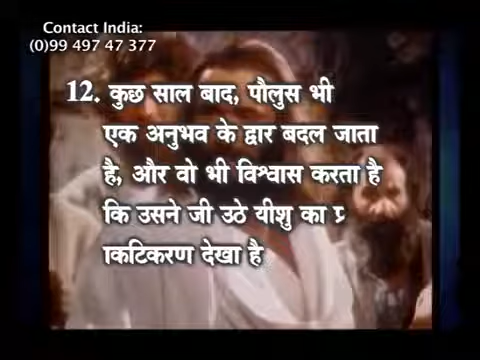 Contact India:
(0)99 497 47 377
12. कुछ साल बाद, पौलुस भी
एक अनुभव के द्वार बदल जाता
है, और वो भी विश्वास करता है
कि उसने जी उठे यीशु का प्र
ाकटिकरण देखा है